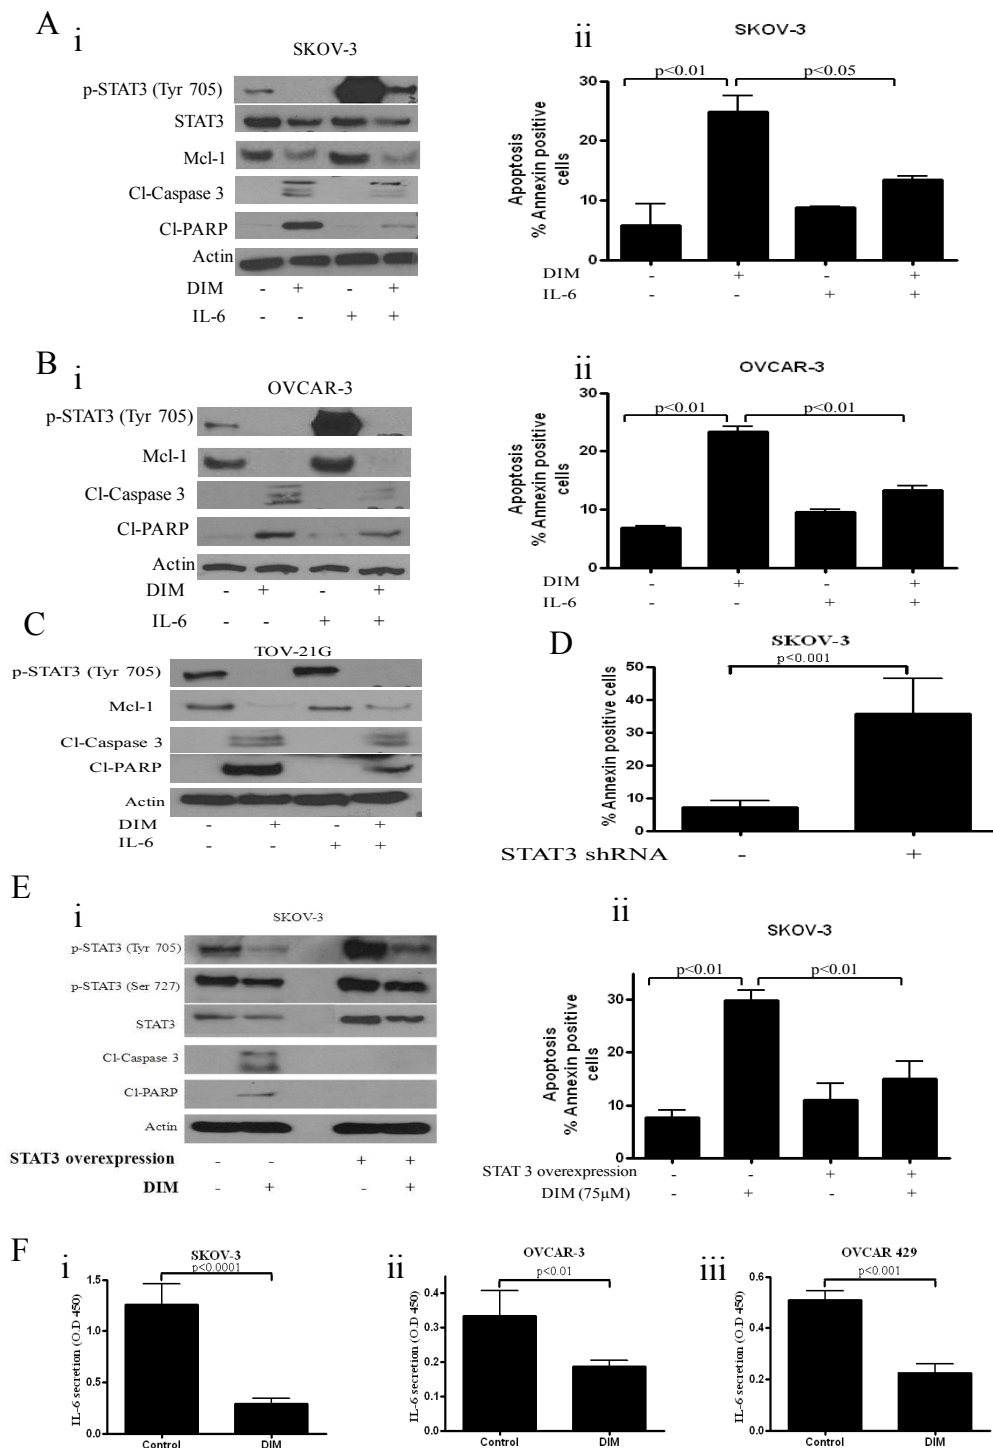 A
i
SKOV-3
p-STAT3 (Tyr 705)
STAT3
Mcl-1
Cl-Caspase 3
Cl-PARP
Actin
DIM - + - +
IL-6 - - + +
ii
SKOV-3
p<0.01
p<0.05
Apoptosis
% Annexin positive
cells
30
20
10
0
DIM - + - +
IL-6 - - + +
B
i
OVCAR-3
p-STAT3 (Tyr 705)
Mcl-1
Cl-Caspase 3
Cl-PARP
Actin
DIM - + - +
IL-6 - - + +
ii
OVCAR-3
p<0.01
p<0.01
Apoptosis
% Annexin positive
cells
30
20
10
0
DIM - + - +
IL-6 - - + +
C
TOV-21G
p-STAT3 (Tyr 705)
Mcl-1
Cl-Caspase 3
Cl-PARP
Actin
DIM - + - +
IL-6 - - + +
D
SKOV-3
p<0.001
% Annexin positive cells
50
40
30
20
10
0
STAT3 shRNA - +
E
i
SKOV-3
p-STAT3 (Tyr 705)
p-STAT3 (Ser 727)
STAT3
Cl-Caspase 3
Cl-PARP
Actin
STAT3 overexpression - - + +
DIM - + - +
ii
SKOV-3
p<0.01
p<0.01
Apoptosis
% Annexin positive
cells
30
20
10
0
STAT 3 overexpression - - + +
DIM (75µM) - + - +
F
i
SKOV-3
p<0.0001
IL-6 secretion (O.D 450)
1.5
1.0
0.5
0.0
Control DIM
ii
OVCAR-3
p<0.01
IL-6 secretion (O.D 450)
0.4
0.3
0.2
0.1
0.0
Control DIM
iii
OVCAR 429
p<0.001
IL-6 secretion (O.D 450)
0.6
0.4
0.2
0.0
Control DIM